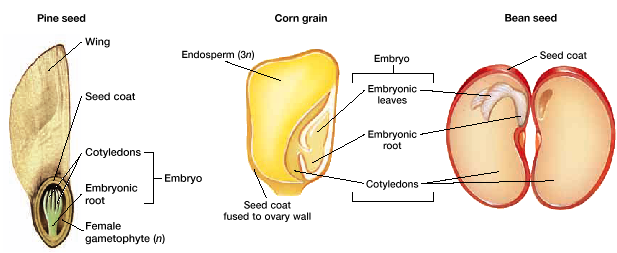 Pine seed
Wing
Seed coat
Cotyledons
Embryonic
root
Embryo
Female
gametophyte (n)
Corn grain
Endosperm (3n)
Seed coat
fused to ovary wall
Embryo
Embryonic
leaves
Embryonic
root
Cotyledons
Bean seed
Seed coat